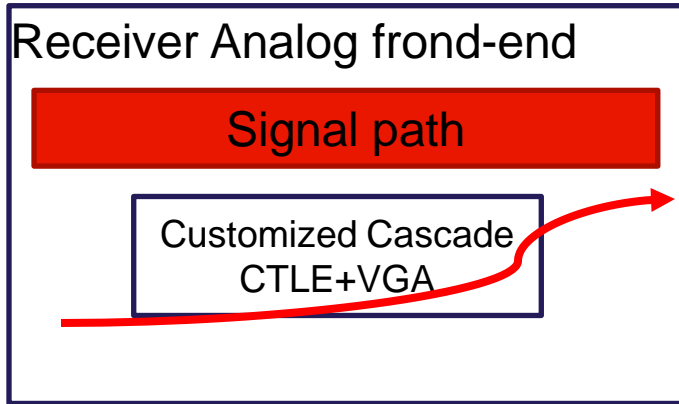 Receiver Analog frond-end
Signal path
Customized Cascade
CTLE+VGA